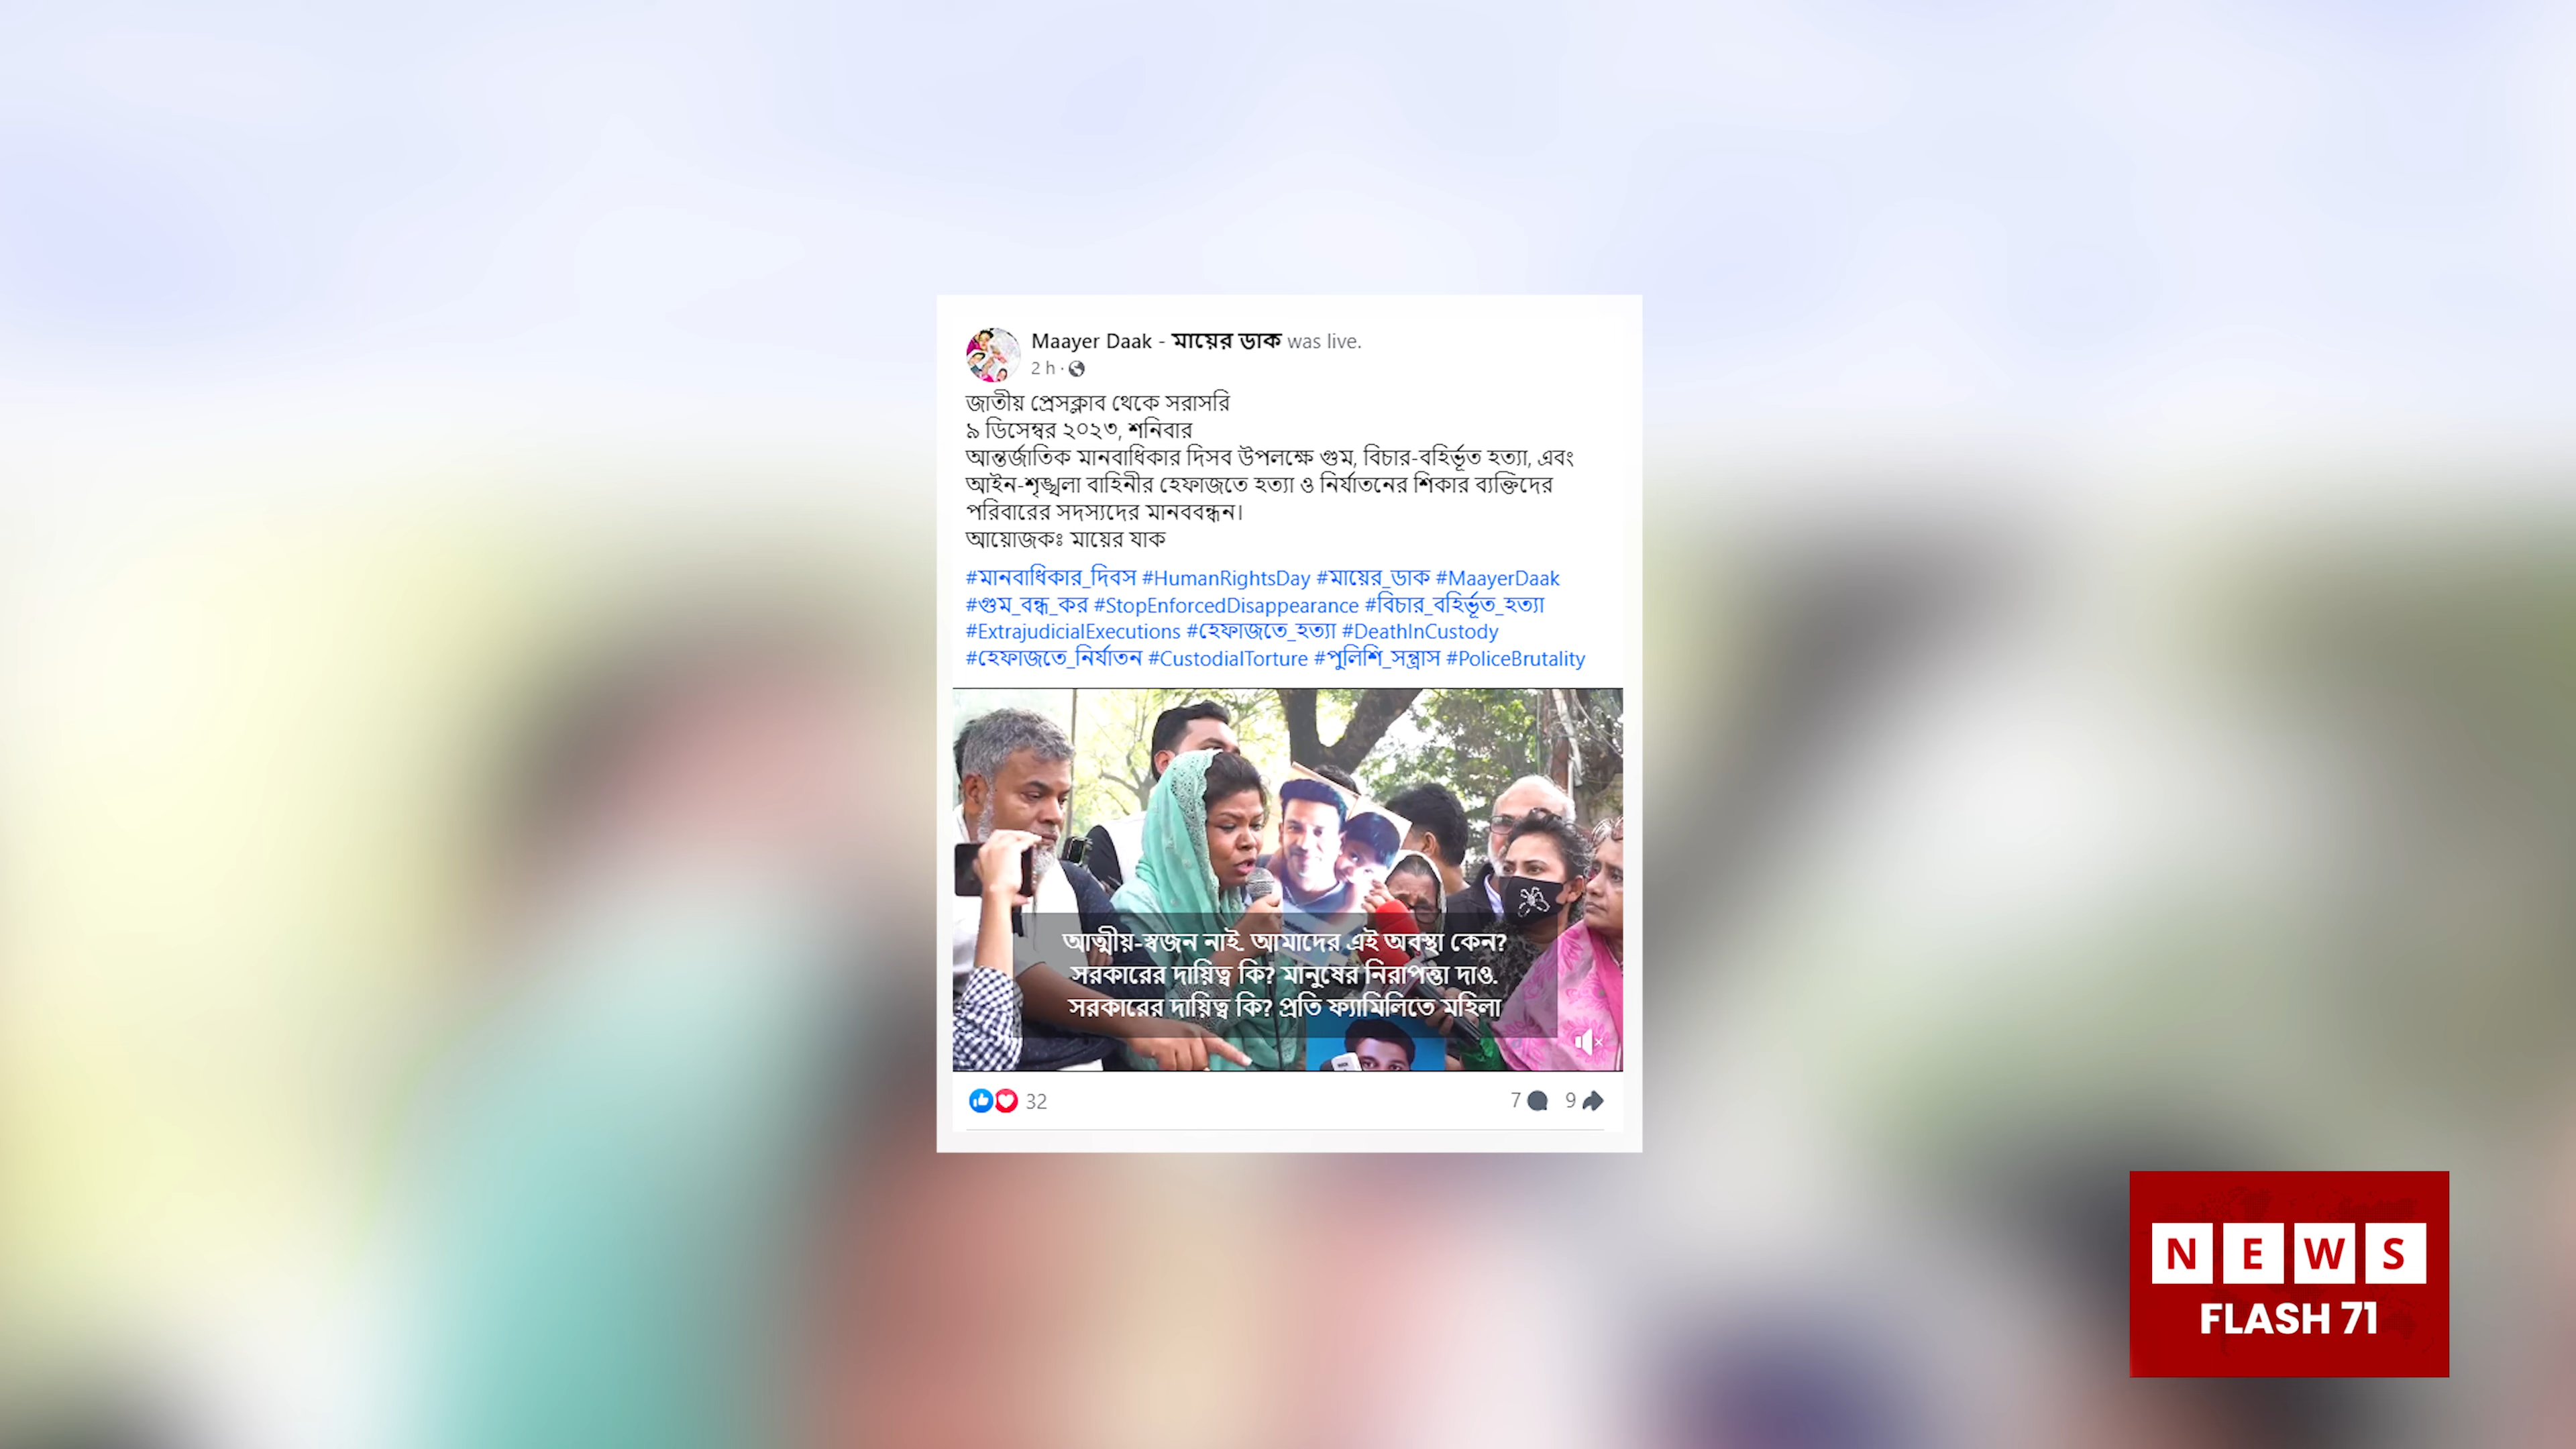 Maayer Daak - মায়ের ডাক was live.
2 h ·
জাতীয় প্রেসক্লাব থেকে সরাসরি
৯ ডিসেম্বর ২০২৩, শনিবার
আন্তর্জাতিক মানবাধিকার দিসব উপলক্ষে গুম, বিচার-বহির্ভূত হত্যা, এবং
আইন-শৃঙ্খলা বাহিনীর হেফাজতে হত্যা ও নির্যাতনের শিকার ব্যক্তিদের
পরিবারের সদস্যদের মানববন্ধন।
আয়োজকঃ মায়ের যাক
#মানবাধিকার_দিবস #HumanRightsDay #মায়ের_ডাক #MaayerDaak
#গুম_বন্ধ_কর #StopEnforcedDisappearance #বিচার_বহির্ভূত_হত্যা
#ExtrajudicialExecutions #হেফাজতে_হত্যা #DeathInCustody
#হেফাজতে_নির্যাতন #CustodialTorture #পুলিশি_সন্ত্রাস #PoliceBrutality
আত্মীয়-স্বজন নাই. আমাদের এই অবস্থা কেন?
সরকারের দায়িত্ব কি? মানুষের নিরাপত্তা দাও.
সরকারের দায়িত্ব কি? প্রতি ফ্যামিলিতে মহিলা
32
7 9
NEWS
FLASH 71